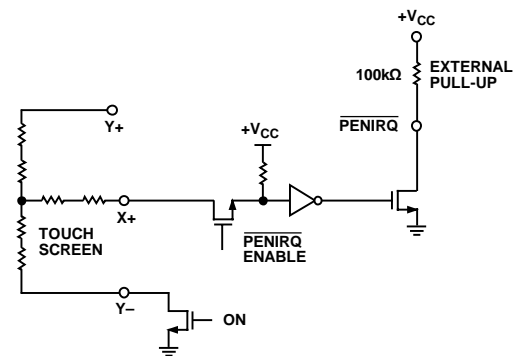 +VCC
100kΩ
EXTERNAL
PULL-UP
PENIRQ
Y+
+VCC
X+
TOUCH
SCREEN
PENIRQ
ENABLE
Y–
ON